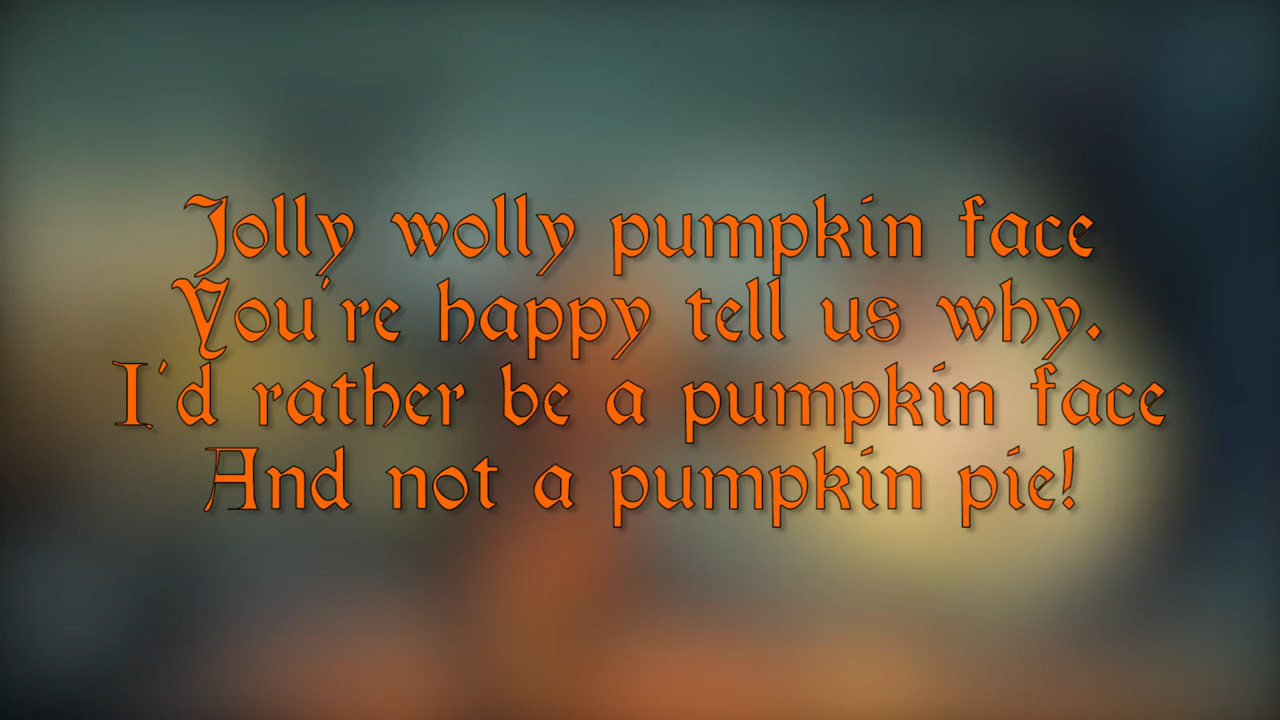 Jolly wolly pumpkin face
You're happy tell us why.
I'd rather be a pumpkin face
And not a pumpkin pie!